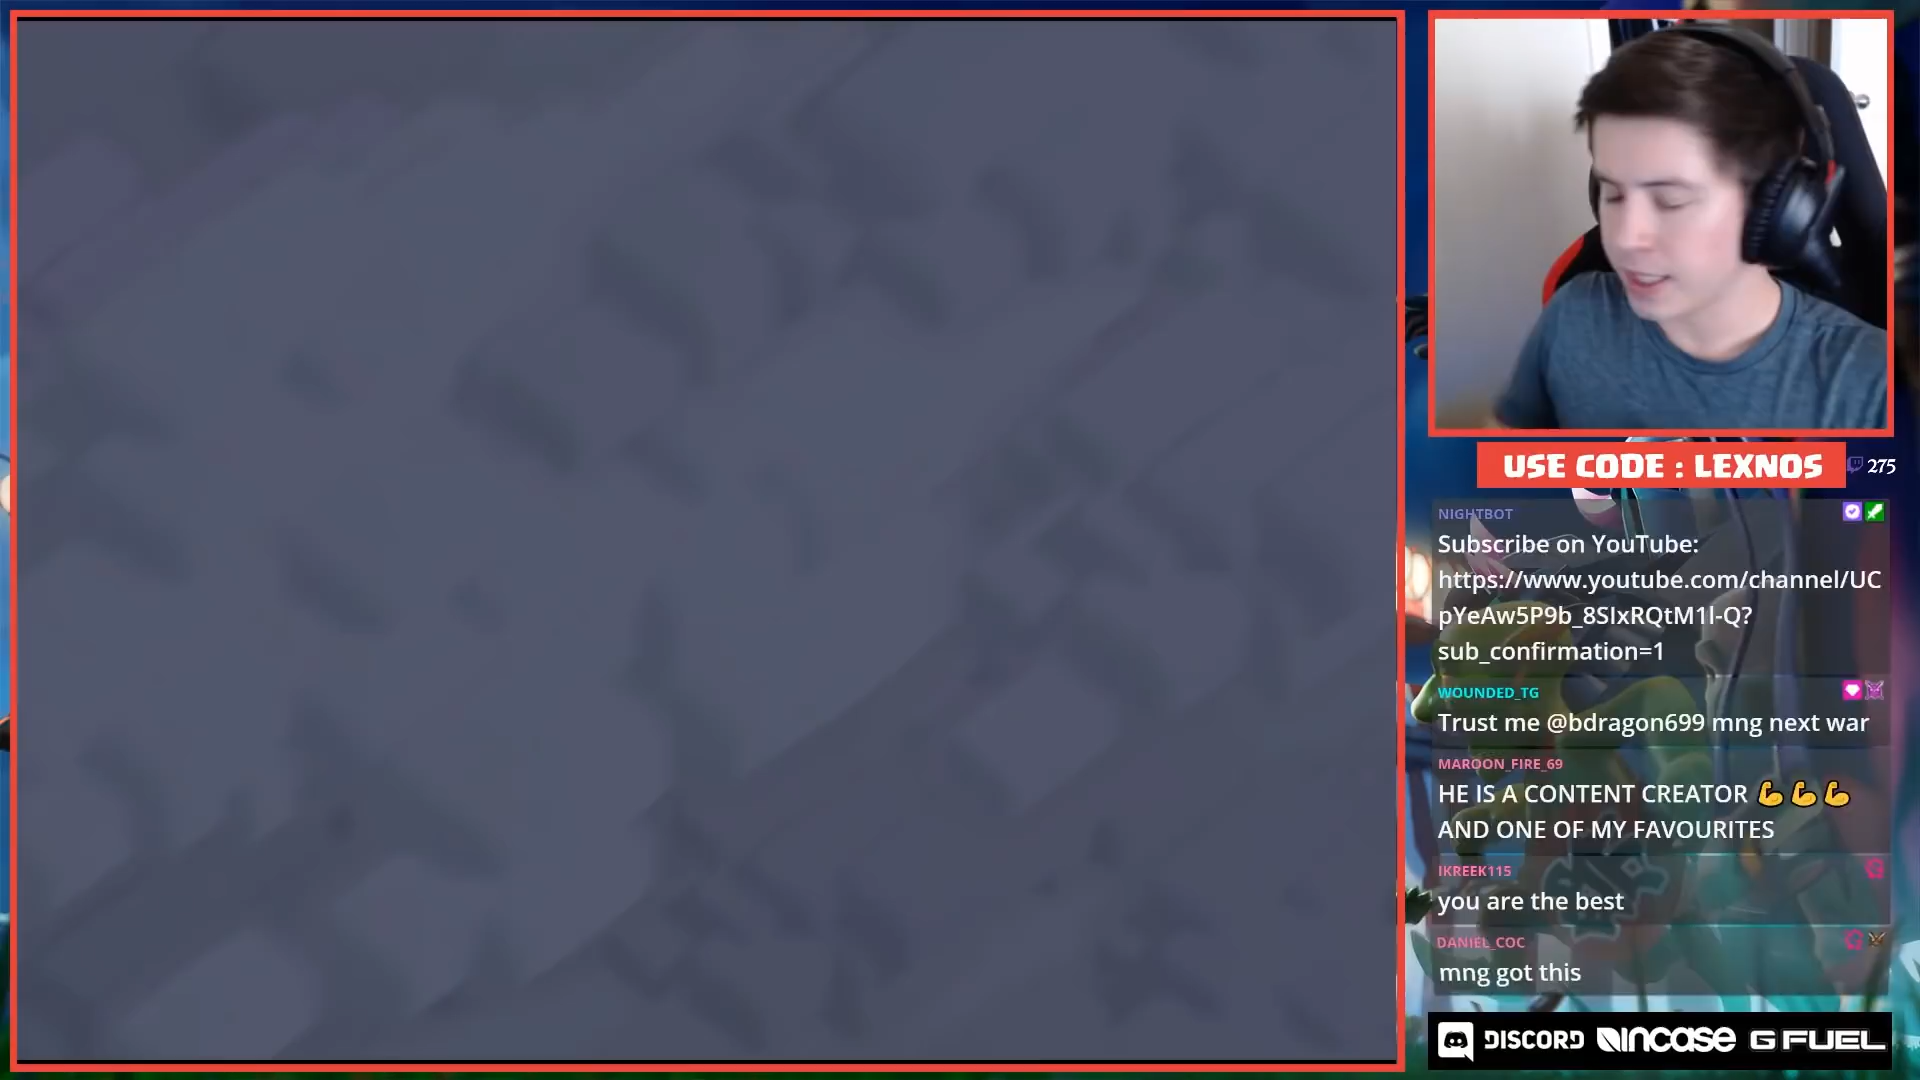 USE CODE : LEXNOS
275
NIGHTBOT
Subscribe on YouTube:
https://www.youtube.com/channel/UC
pYeAw5P9b_8SIxRQtM1l-Q?
sub_confirmation=1
WOUNDED_TG
Trust me @bdragon699 mng next war
MAROON_FIRE_69
HE IS A CONTENT CREATOR 💪💪💪
AND ONE OF MY FAVOURITES
IKREEK115
you are the best
DANIEL_COC
mng got this
DISCORD INCASE G FUEL